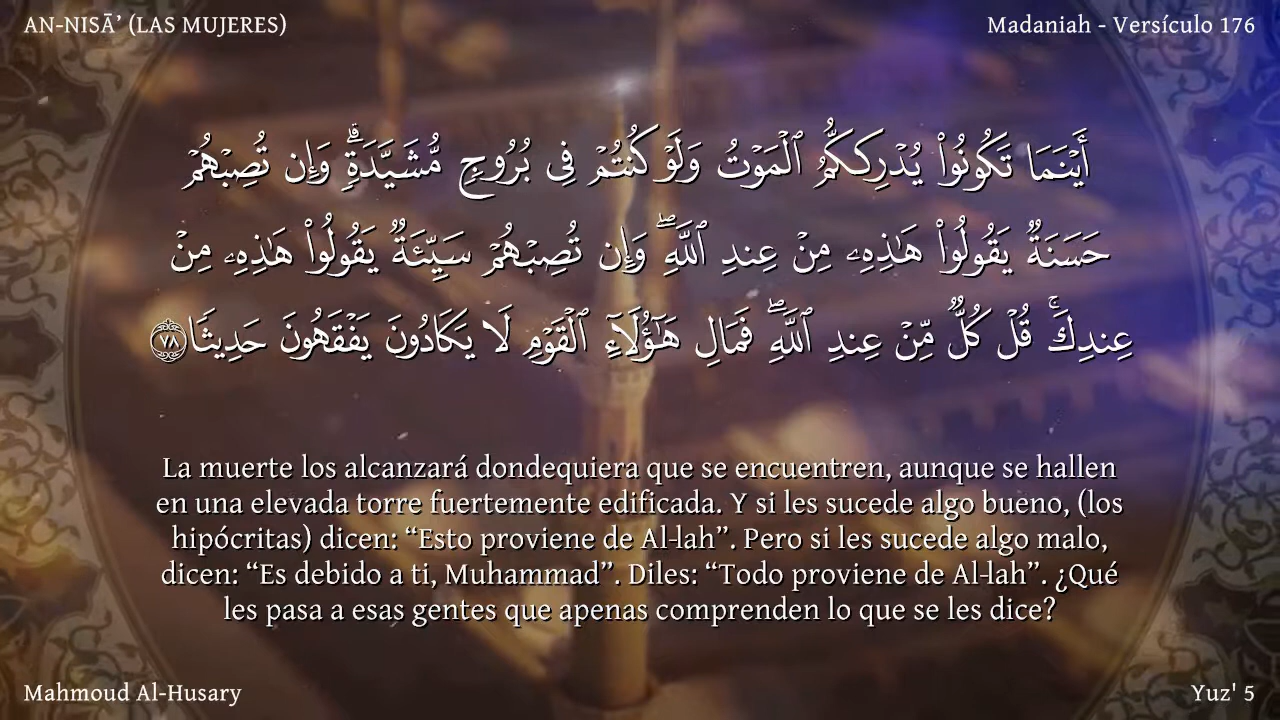 AN-NISĀ’ (LAS MUJERES)
Madaniah - Versículo 176
أَيۡنَمَا تَكُونُواْ يُدۡرِككُّمُ ٱلۡمَوۡتُ وَلَوۡ كُنتُمۡ فِي بُرُوجٖ مُّشَيَّدَةٖۗ وَإِن تُصِبۡهُمۡ
حَسَنَةٞ يَقُولُواْ هَٰذِهِۦ مِنۡ عِندِ ٱللَّهِۖ وَإِن تُصِبۡهُمۡ سَيِّئَةٞ يَقُولُواْ هَٰذِهِۦ مِنۡ
عِندِكَۚ قُلۡ كُلّٞ مِّنۡ عِندِ ٱللَّهِۖ فَمَالِ هَٰٓؤُلَآءِ ٱلۡقَوۡمِ لَا يَكَادُونَ يَفۡقَهُونَ حَدِيثٗا ٧٨
La muerte los alcanzará dondequiera que se encuentren, aunque se hallen
en una elevada torre fuertemente edificada. Y si les sucede algo bueno, (los
hipócritas) dicen: “Esto proviene de Al-lah”. Pero si les sucede algo malo,
dicen: “Es debido a ti, Muhammad”. Diles: “Todo proviene de Al-lah”. ¿Qué
les pasa a esas gentes que apenas comprenden lo que se les dice?
Mahmoud Al-Husary
Yuz' 5